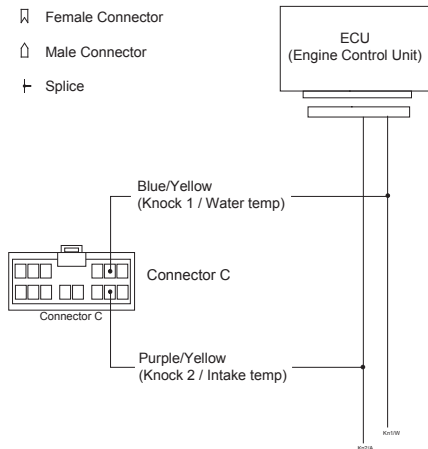 Female Connector
Male Connector
Splice
ECU
(Engine Control Unit)
Blue/Yellow
(Knock 1 / Water temp)
Connector C
Connector C
Purple/Yellow
(Knock 2 / Intake temp)
Kn1/W
Kn2/A